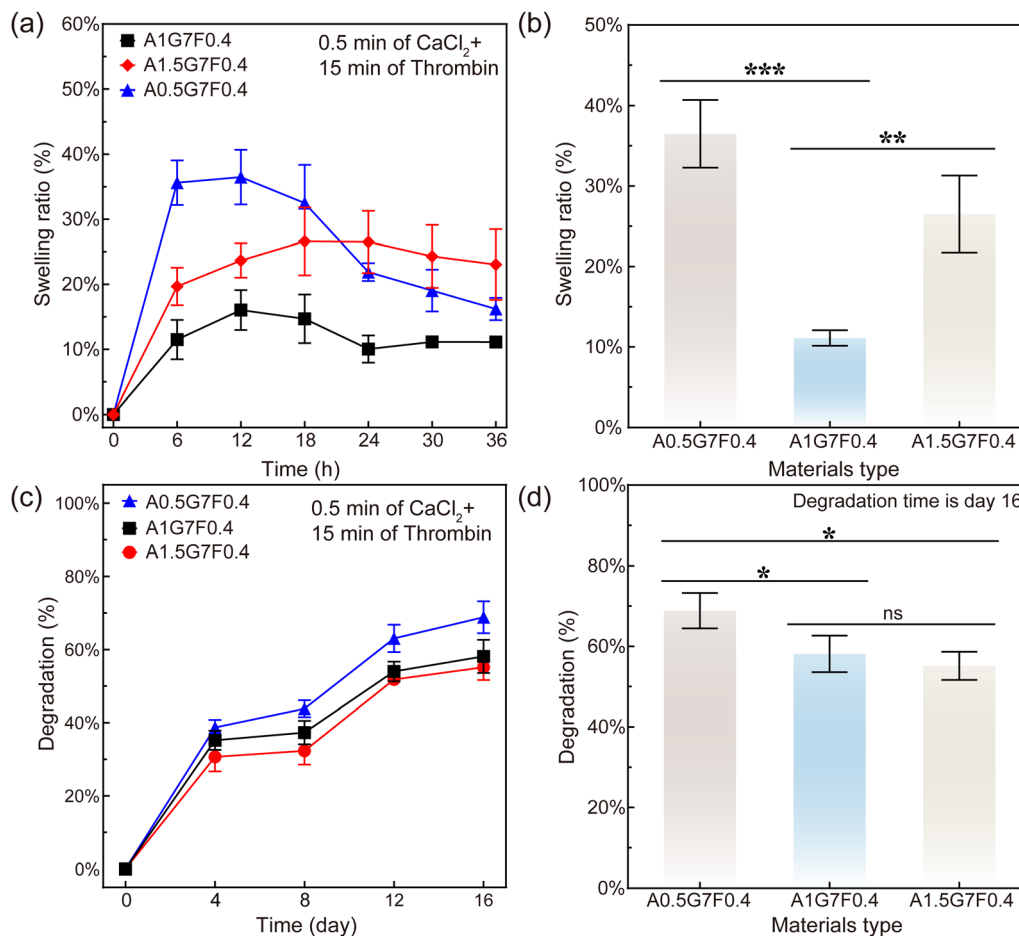 (a)
60%
50%
40%
30%
20%
10%
0%
Swelling ratio (%)
A1G7F0.4
A1.5G7F0.4
A0.5G7F0.4
0.5 min of CaCl₂+
15 min of Thrombin
0 6 12 18 24 30 36
Time (h)
(b)
50%
40%
30%
20%
10%
0%
Swelling ratio (%)
***
**
A0.5G7F0.4 A1G7F0.4 A1.5G7F0.4
Materials type
(c)
100%
80%
60%
40%
20%
0%
Degradation (%)
A0.5G7F0.4
A1G7F0.4
A1.5G7F0.4
0.5 min of CaCl₂+
15 min of Thrombin
0 4 8 12 16
Time (day)
(d)
100%
80%
60%
40%
20%
0%
Degradation (%)
Degradation time is day 16
*
*
ns
A0.5G7F0.4 A1G7F0.4 A1.5G7F0.4
Materials type